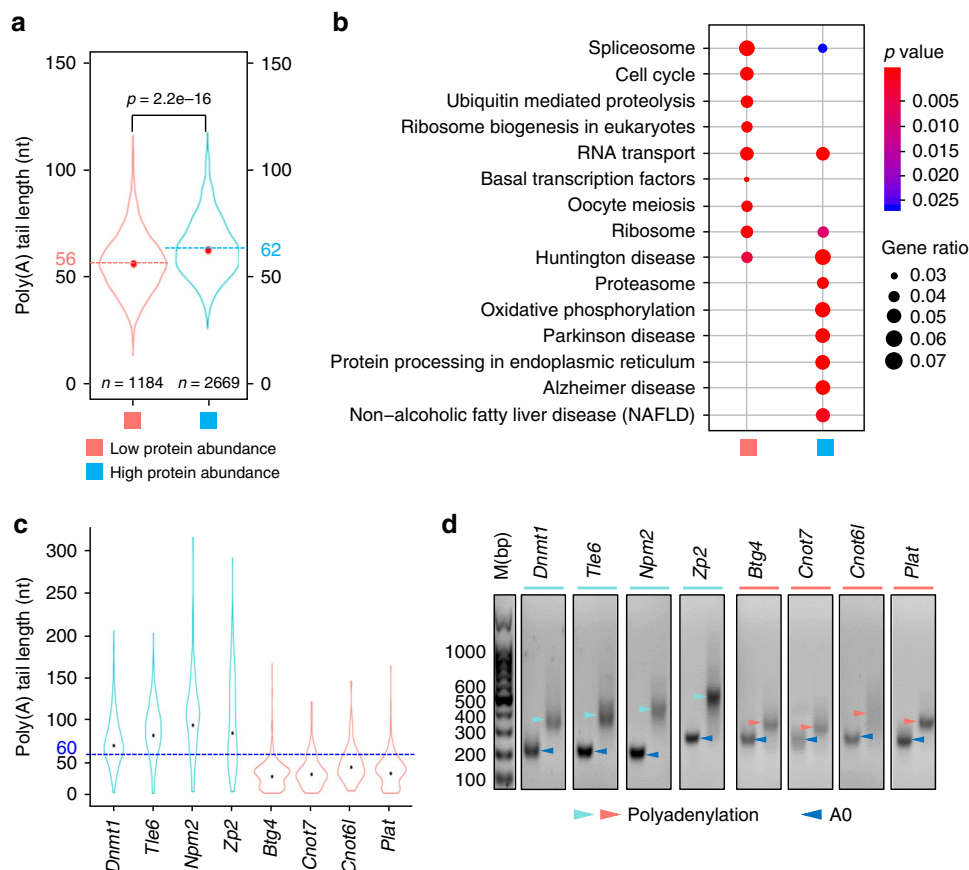 a
150
150
p = 2.2e−16
100
100
56
62
50
50
0
n = 1184
n = 2669
0
Poly(A) tail length (nt)
Low protein abundance
High protein abundance
b
Spliceosome
Cell cycle
Ubiquitin mediated proteolysis
Ribosome biogenesis in eukaryotes
RNA transport
Basal transcription factors
Oocyte meiosis
Ribosome
Huntington disease
Proteasome
Oxidative phosphorylation
Parkinson disease
Protein processing in endoplasmic reticulum
Alzheimer disease
Non−alcoholic fatty liver disease (NAFLD)
p value
0.005
0.010
0.015
0.020
0.025
Gene ratio
0.03
0.04
0.05
0.06
0.07
c
Poly(A) tail length (nt)
300
250
200
150
100
60
50
0
Dnmt1
Tle6
Npm2
Zp2
Btg4
Cnot7
Cnot6l
Plat
d
M(bp)
Dnmt1
Tle6
Npm2
Zp2
Btg4
Cnot7
Cnot6l
Plat
1000
600
500
400
300
200
100
Polyadenylation
A0